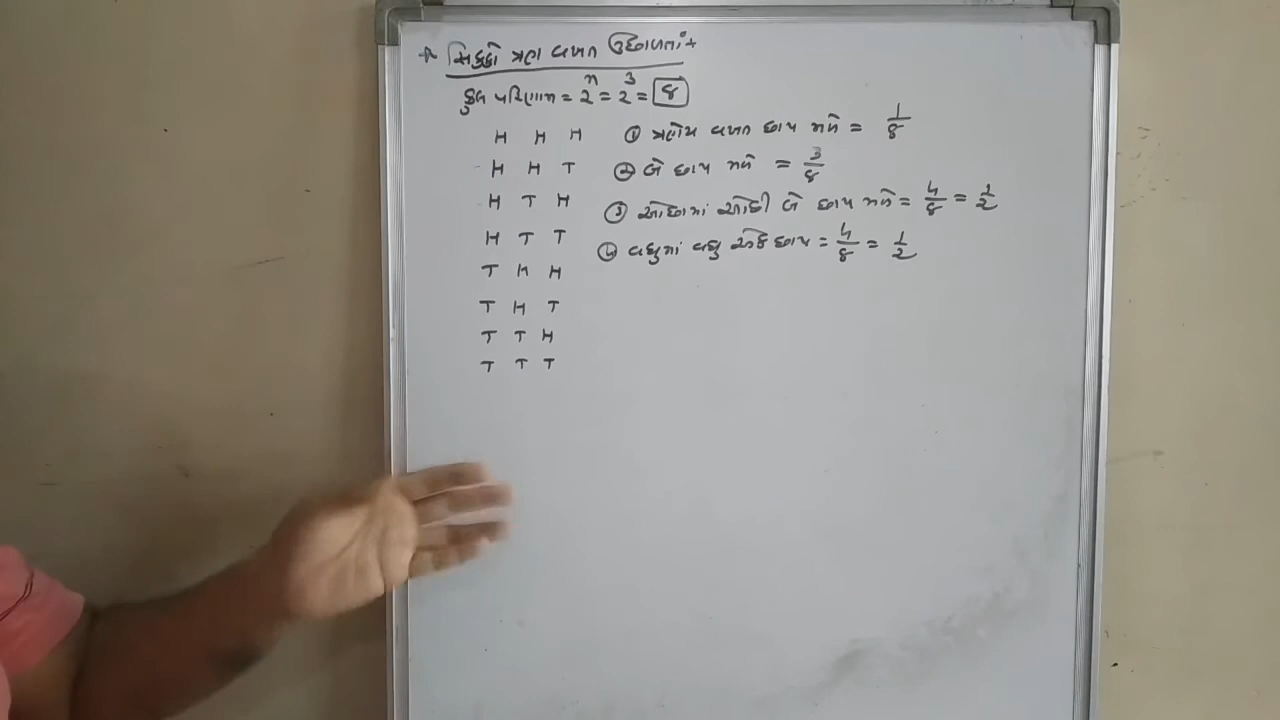 * સિક્કો ત્રણ વખત ઉછાળતાં :-
કુલ પરિણામ = 2ⁿ = 2³ = 8
H H H
H H T
H T H
H T T
T H H
T H T
T T H
T T T
① ત્રણેય વખત છાપ મળે = 1/8
② બે છાપ મળે = 3/8
③ ઓછામાં ઓછી બે છાપ મળે = 4/8 = 1/2
④ વધુમાં વધુ એક છાપ = 4/8 = 1/2